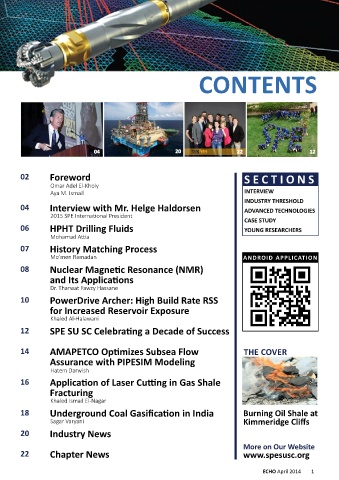 CONTENTS
04
20
22
12
02 Foreword
Omar Adel El-Kholy
Aya M. Ismail
04 Interview with Mr. Helge Haldorsen
2015 SPE International President
06 HPHT Drilling Fluids
Mohamad Atta
07 History Matching Process
Mo'men Ramadan
08 Nuclear Magnetic Resonance (NMR)
and Its Applications
Dr. Tharwat Fawzy Hassane
10 PowerDrive Archer: High Build Rate RSS
for Increased Reservoir Exposure
Khaled Al-Halawani
12 SPE SU SC Celebrating a Decade of Success
14 AMAPETCO Optimizes Subsea Flow
Assurance with PIPESIM Modeling
Hatem Darwish
16 Application of Laser Cutting in Gas Shale
Fracturing
Khaled Ismail El-Nagar
18 Underground Coal Gasification in India
Sagar Varyani
20 Industry News
22 Chapter News
SECTIONS
INTERVIEW
INDUSTRY THRESHOLD
ADVANCED TECHNOLOGIES
CASE STUDY
YOUNG RESEARCHERS
ANDROID APPLICATION
THE COVER
Burning Oil Shale at
Kimmeridge Cliffs
More on Our Website
www.spesusc.org
ECHO April 2014 1